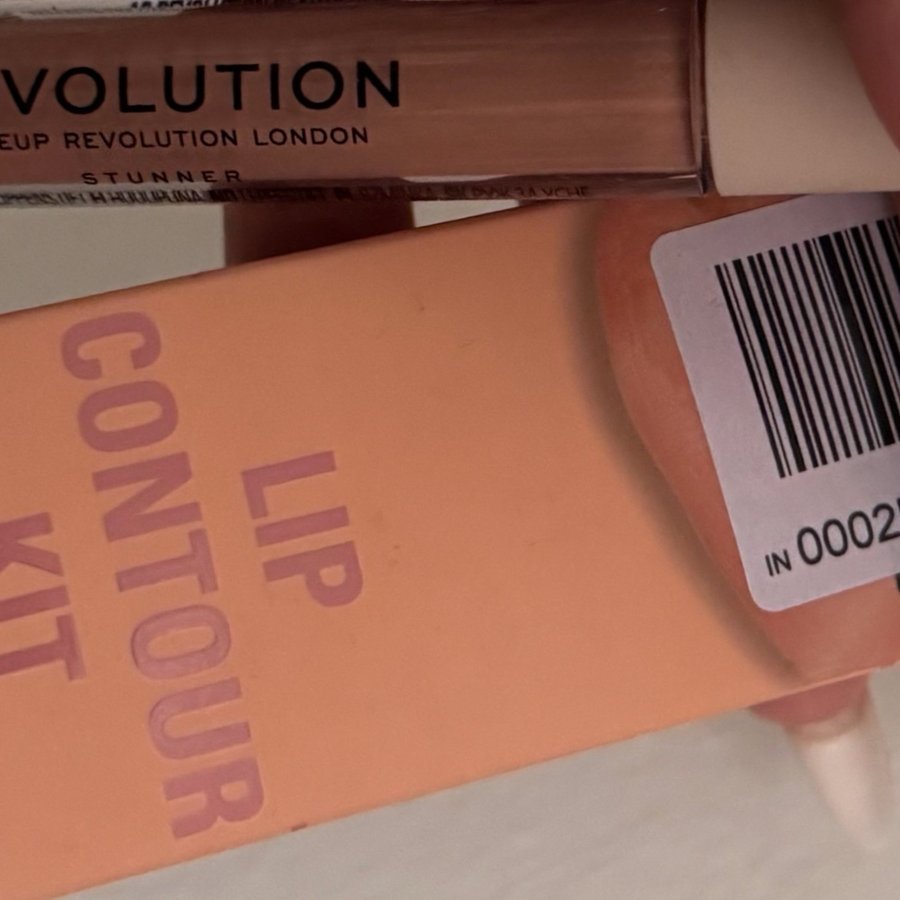 VOLUTION
EUP REVOLUTION LONDON
STUNNER
LIP
CONTOUR
KIT
IN 0002